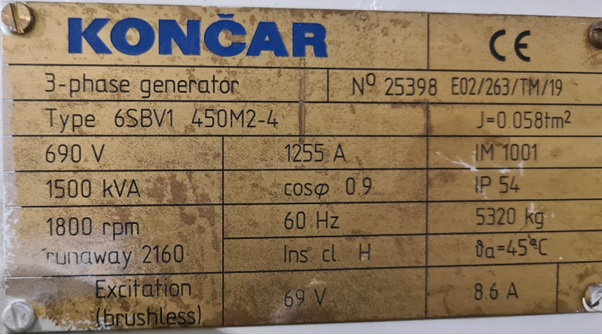 KONČAR CE
3-phase generator Nº 25398 E02/263/TM/19
Type 6SBV1 450M2-4 J=0.058tm²
690 V 1255 A IM 1001
1500 kVA cosφ 0.9 IP 54
1800 rpm 60 Hz 5320 kg
runaway 2160 Ins. cl. H ϑa=45°C
Excitation 69 V 8.6 A
(brushless)